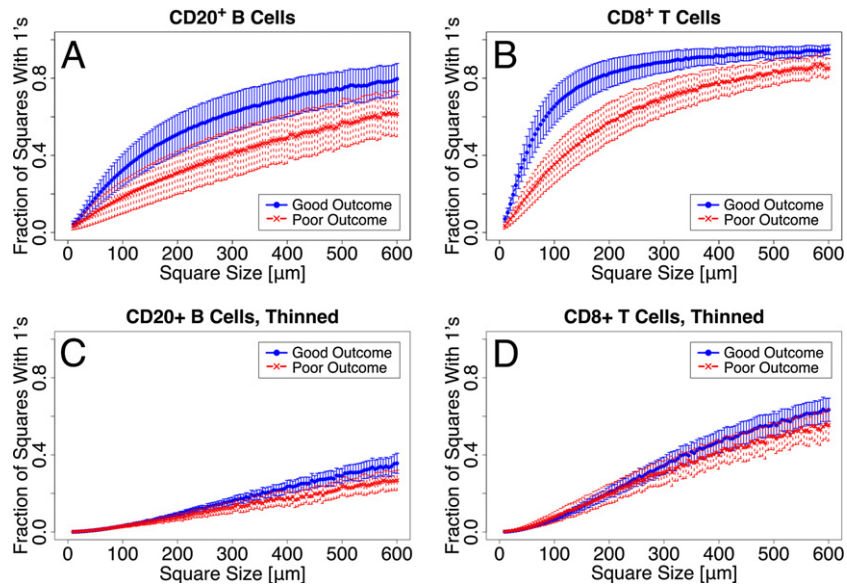 CD20⁺ B Cells
A
Fraction of Squares With 1's
0.8
0.4
0.0
Good Outcome
Poor Outcome
0 100 200 300 400 500 600
Square Size [µm]
CD8⁺ T Cells
B
Fraction of Squares With 1's
0.8
0.4
0.0
Good Outcome
Poor Outcome
0 100 200 300 400 500 600
Square Size [µm]
CD20+ B Cells, Thinned
C
Fraction of Squares With 1's
0.8
0.4
0.0
Good Outcome
Poor Outcome
0 100 200 300 400 500 600
Square Size [µm]
CD8+ T Cells, Thinned
D
Fraction of Squares With 1's
0.8
0.4
0.0
Good Outcome
Poor Outcome
0 100 200 300 400 500 600
Square Size [µm]